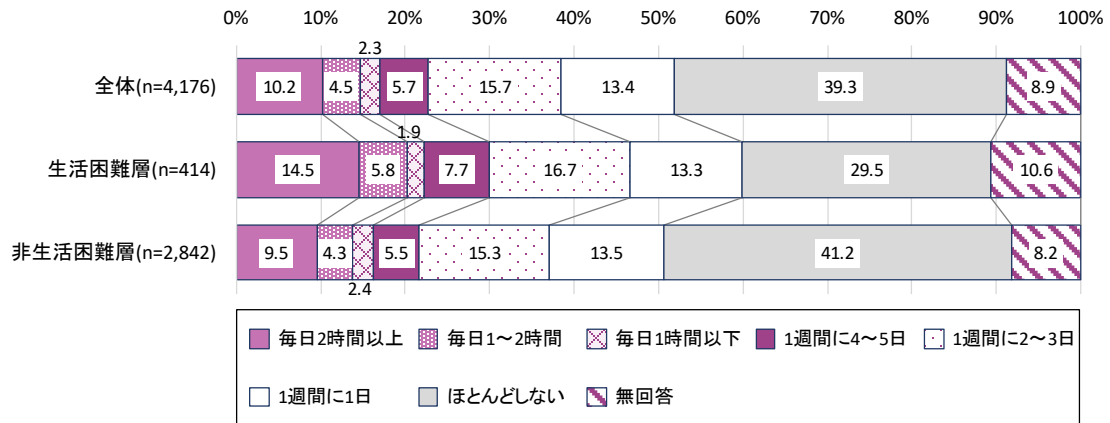 0% 10% 20% 30% 40% 50% 60% 70% 80% 90% 100%
2.3
全体(n=4,176) 10.2 4.5 5.7 15.7 13.4 39.3 8.9
1.9
生活困難層(n=414) 14.5 5.8 7.7 16.7 13.3 29.5 10.6
非生活困難層(n=2,842) 9.5 4.3 5.5 15.3 13.5 41.2 8.2
2.4
毎日2時間以上 毎日1～2時間 毎日1時間以下 1週間に4～5日 1週間に2～3日
1週間に1日 ほとんどしない 無回答